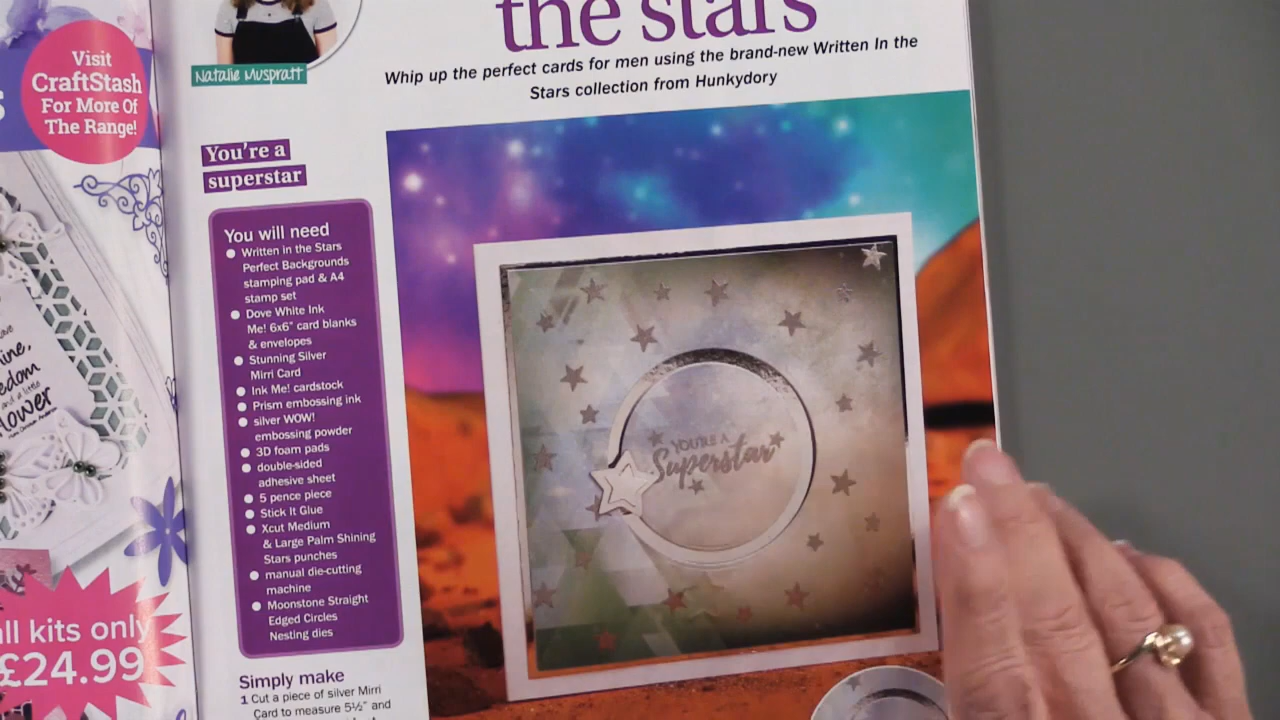 Visit
CraftStash
For More Of
The Range!
all kits only
£24.99
Natalie Muspratt
the stars
Whip up the perfect cards for men using the brand-new Written In the
Stars collection from Hunkydory
You're a
superstar
You will need
Written in the Stars
Perfect Backgrounds
stamping pad & A4
stamp set
Dove White Ink
Me! 6x6" card blanks
& envelopes
Stunning Silver
Mirri Card
Ink Me! cardstock
Prism embossing ink
silver WOW!
embossing powder
3D foam pads
double-sided
adhesive sheet
5 pence piece
Stick It Glue
Xcut Medium
& Large Palm Shining
Stars punches
manual die-cutting
machine
Moonstone Straight
Edged Circles
Nesting dies
Simply make
1 Cut a piece of silver Mirri
Card to measure 5½" and
YOU'RE A
Superstar